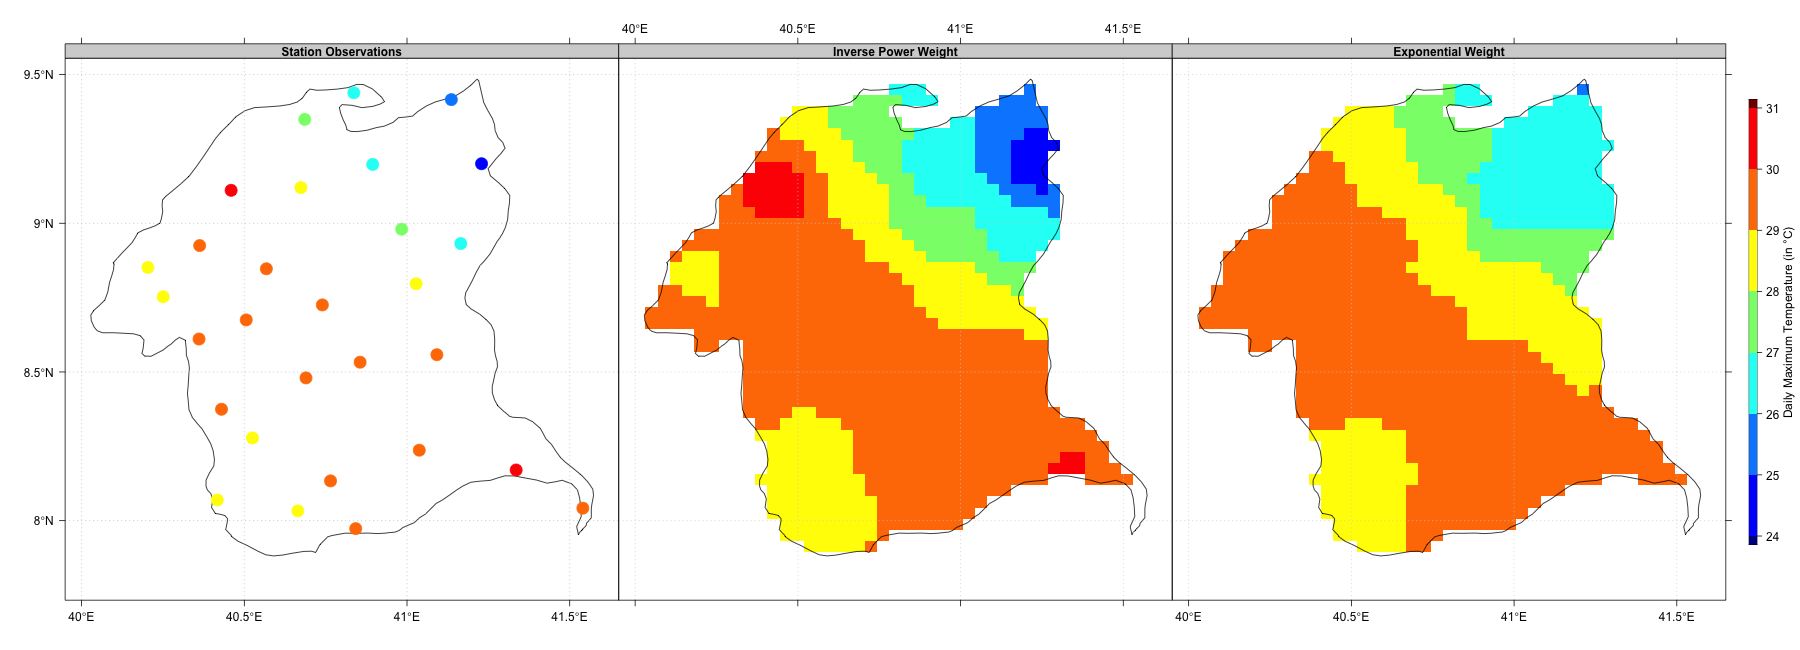 40°E 40.5°E 41°E 41.5°E
Station Observations Inverse Power Weight Exponential Weight
9.5°N
9°N
8.5°N
8°N
31
30
29
28
27
26
25
24
Daily Maximum Temperature (in °C)
40°E 40.5°E 41°E 41.5°E 40°E 40.5°E 41°E 41.5°E